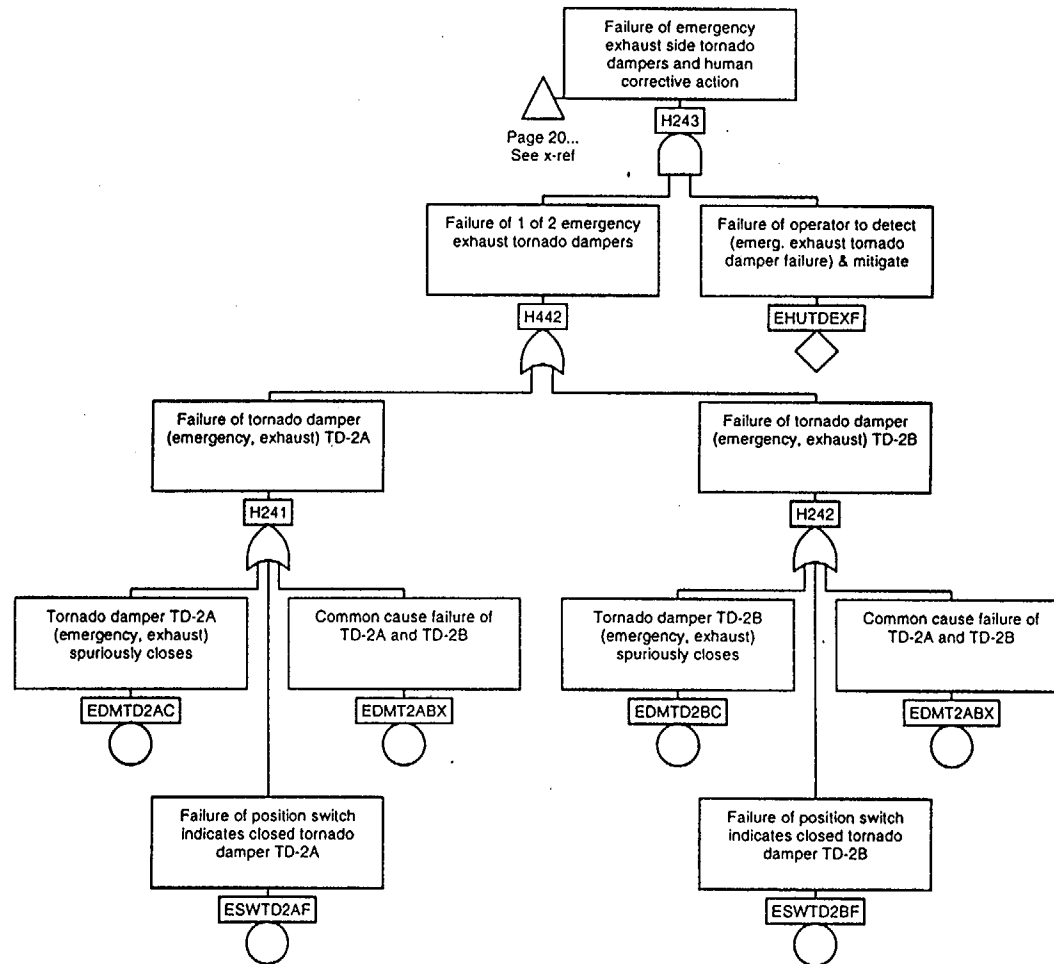 Failure of emergency
exhaust side tornado
dampers and human
corrective action
H243
Page 20...
See x-ref
Failure of 1 of 2 emergency
exhaust tornado dampers
Failure of operator to detect
(emerg. exhaust tornado
damper failure) & mitigate
H442
EHUTDEXF
Failure of tornado damper
(emergency, exhaust) TD-2A
Failure of tornado damper
(emergency, exhaust) TD-2B
H241
H242
Tornado damper TD-2A
(emergency, exhaust)
spuriously closes
Common cause failure of
TD-2A and TD-2B
Tornado damper TD-2B
(emergency, exhaust)
spuriously closes
Common cause failure of
TD-2A and TD-2B
EDMTD2AC
EDMT2ABX
EDMTD2BC
EDMT2ABX
Failure of position switch
indicates closed tornado
damper TD-2A
Failure of position switch
indicates closed tornado
damper TD-2B
ESWTD2AF
ESWTD2BF